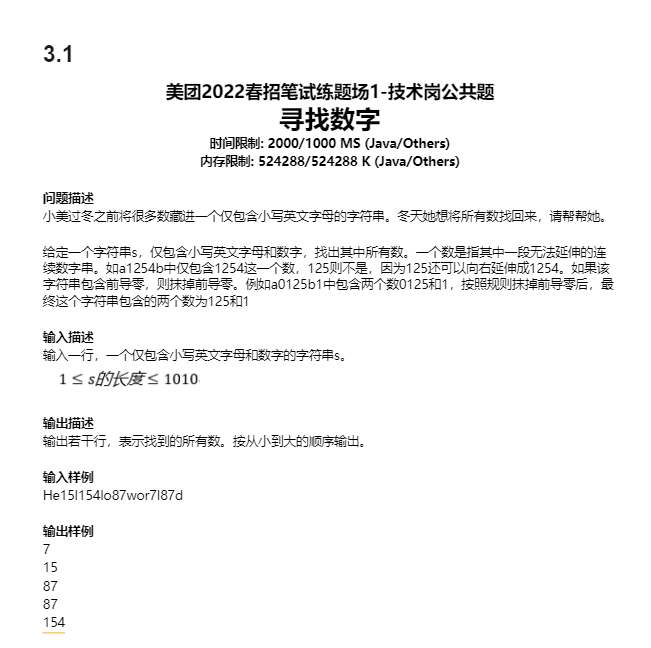 3.1
美团2022春招笔试练题场1-技术岗公共题
寻找数字
时间限制: 2000/1000 MS (Java/Others)
内存限制: 524288/524288 K (Java/Others)
问题描述
小美过冬之前将很多数藏进一个仅包含小写英文字母的字符串。冬天她想将所有数找回来，请帮帮她。
给定一个字符串s，仅包含小写英文字母和数字，找出其中所有数。一个数是指其中一段无法延伸的连
续数字串。如a1254b中仅包含1254这一个数，125则不是，因为125还可以向右延伸成1254。如果该
字符串包含前导零，则抹掉前导零。例如a0125b1中包含两个数0125和1，按照规则抹掉前导零后，最
终这个字符串包含的两个数为125和1
输入描述
输入一行，一个仅包含小写英文字母和数字的字符串s。
1 ≤ s的长度 ≤ 1010
输出描述
输出若干行，表示找到的所有数。按从小到大的顺序输出。
输入样例
He15l154lo87wor7l87d
输出样例
7
15
87
87
154